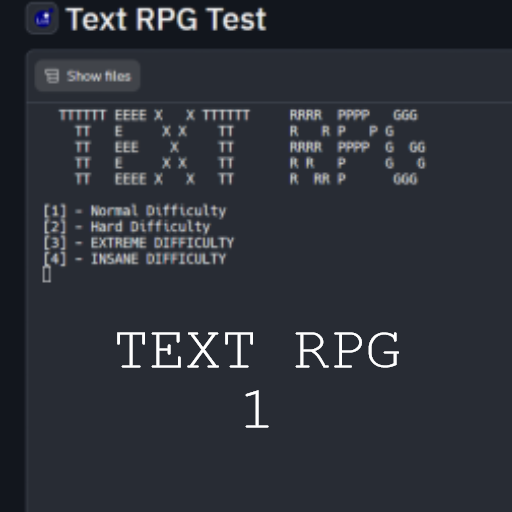 Text RPG Test
Show files
TTTTTT EEEE X   X TTTTTT     RRRR  PPPP   GGG
  TT   E     X X    TT       R   R P   P G
  TT   EEE    X     TT       RRRR  PPPP  G  GG
  TT   E     X X    TT       R R   P     G   G
  TT   EEEE X   X   TT       R  RR P      GGG
[1] - Normal Difficulty
[2] - Hard Difficulty
[3] - EXTREME DIFFICULTY
[4] - INSANE DIFFICULTY
TEXT RPG
1